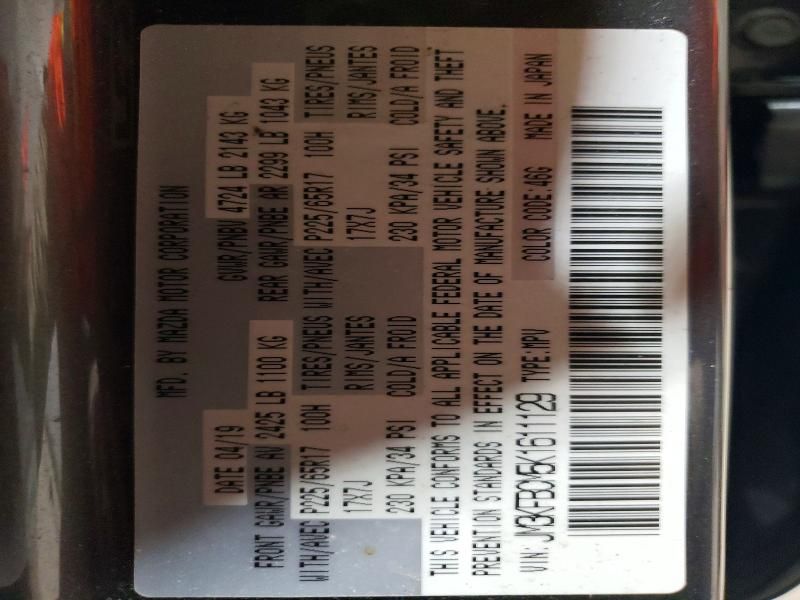 MFD. BY MAZDA MOTOR CORPORATION
DATE 04/19 GVWR/PNBV 4724 LB 2143 KG
FRONT GAWR/PNBE AV 2425 LB 1100 KG REAR GAWR/PNBE AR 2299 LB 1043 KG
WITH/AVEC P225/65R17 100H TIRES/PNEUS WITH/AVEC P225/65R17 100H TIRES/PNEUS
17X7J RIMS/JANTES 17X7J RIMS/JANTES
230 KPA/34 PSI COLD/A FROID 230 KPA/34 PSI COLD/A FROID
THIS VEHICLE CONFORMS TO ALL APPLICABLE FEDERAL MOTOR VEHICLE SAFETY AND THEFT
PREVENTION STANDARDS IN EFFECT ON THE DATE OF MANUFACTURE SHOWN ABOVE.
VIN: JM3KFBCM5K1611129 TYPE:MPV COLOR CODE:46G MADE IN JAPAN